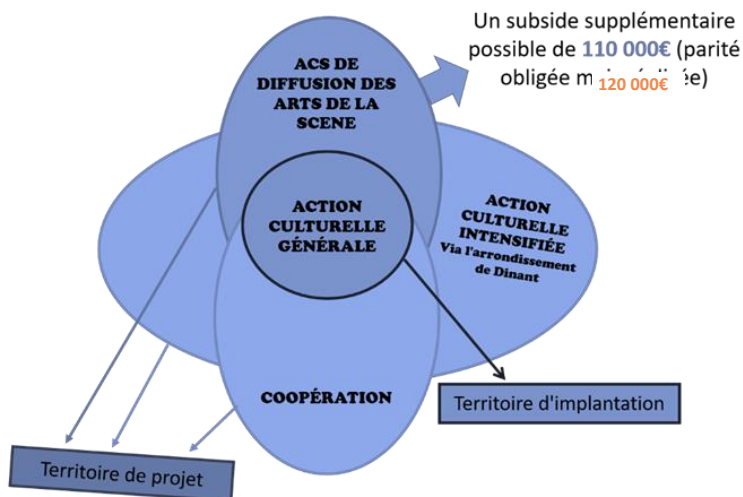 Un subside supplémentaire
possible de 110 000€ (parité
obligée m
120 000€
ée)
ACS DE
DIFFUSION DES
ARTS DE LA
SCENE
ACTION
CULTURELLE
GÉNÉRALE
ACTION
CULTURELLE
INTENSIFIÉE
Via l'arrondissement
de Dinant
COOPÉRATION
Territoire d'implantation
Territoire de projet